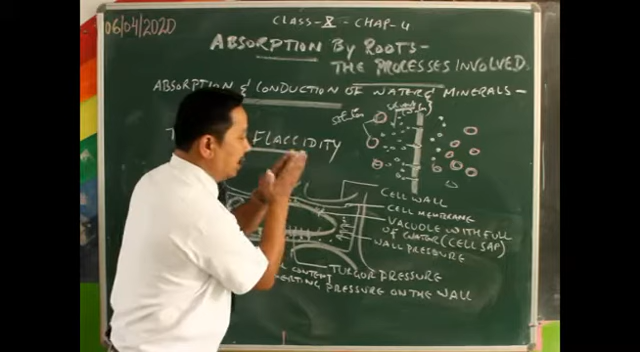 06/04/2020
CLASS-X-CHAP-4
ABSORPTION BY ROOTS-
THE PROCESSES INVOLVED.
ABSORPTION & CONDUCTION OF WATER & MINERALS-
FLACCIDITY
CELL WALL
CELL MEMBRANE
VACUOLE WITH FULL
OF WATER (CELL SAP)
WALL PRESSURE
TURGOR PRESSURE
CONTENT
PRESSURE ON THE WALL